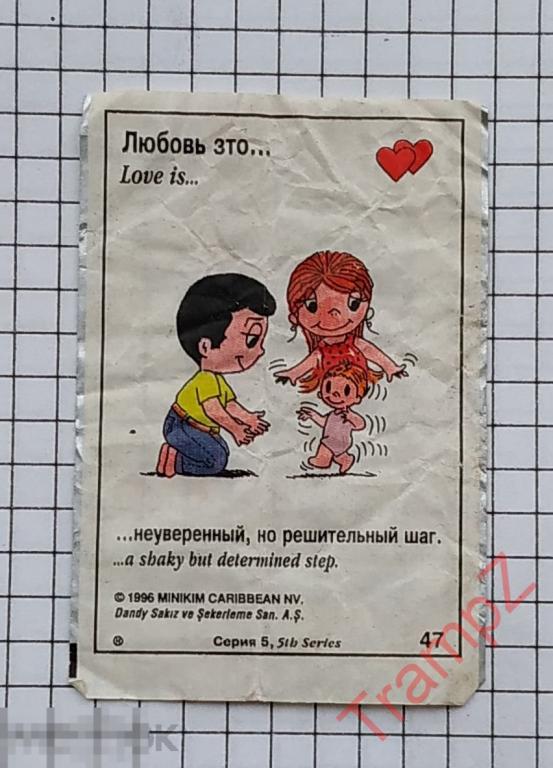 Любовь зто...
Love is...
...неуверенный, но решительный шаг.
...a shaky but determined step.
© 1996 MINIKIM CARIBBEAN NV.
Dandy Sakız ve Şekerleme San. A.Ş.
® Серия 5, 5th Series 47
TrampZ